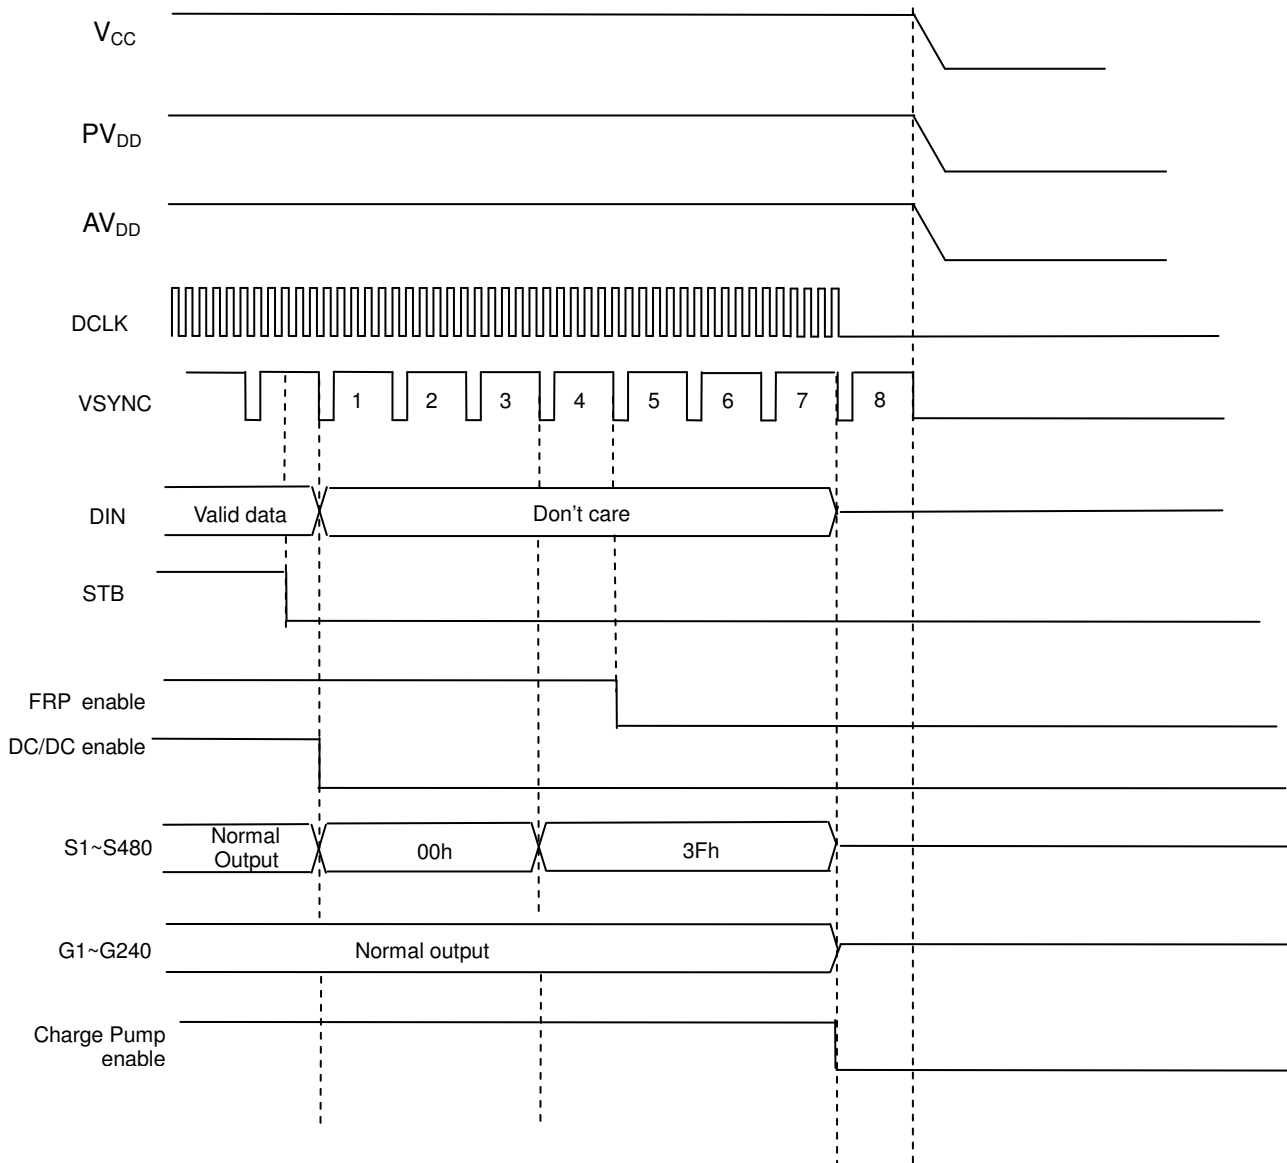 VCC
PVDD
AVDD
DCLK
VSYNC 1 2 3 4 5 6 7 8
DIN Valid data Don't care
STB
FRP enable
DC/DC enable
S1~S480 Normal Output 00h 3Fh
G1~G240 Normal output
Charge Pump
enable